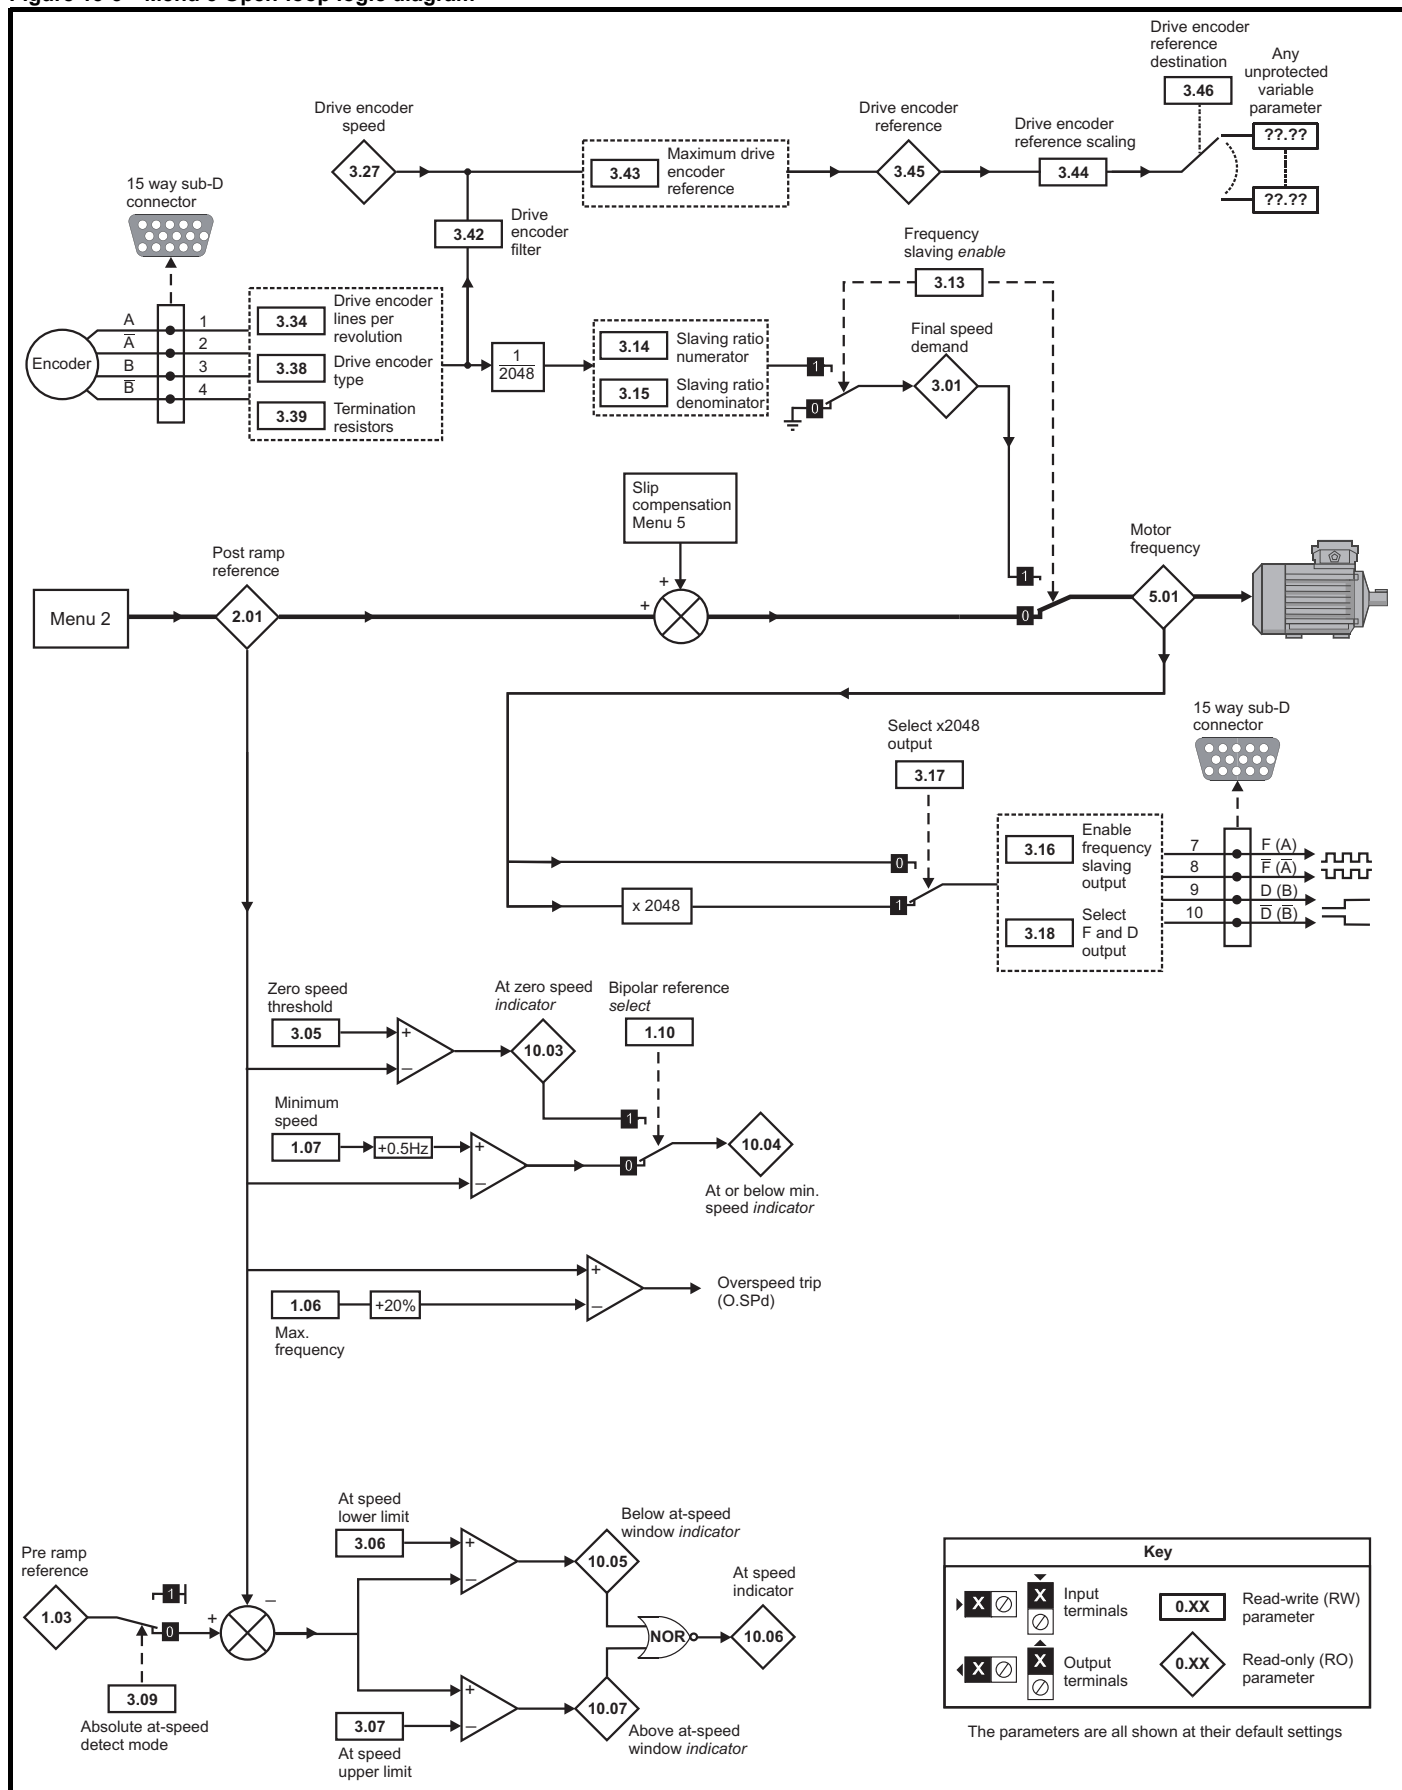 Drive encoder
reference
destination
3.46
Any
unprotected
variable
parameter
??.??
??.??
Drive encoder
speed
3.27
3.43
Maximum drive
encoder
reference
Drive encoder
reference
3.45
Drive encoder
reference scaling
3.44
15 way sub-D
connector
3.42
Drive
encoder
filter
Frequency
slaving enable
3.13
Encoder
A
A
B
B
1
2
3
4
3.34
Drive encoder
lines per
revolution
3.38
Drive encoder
type
3.39
Termination
resistors
1
2048
3.14
Slaving ratio
numerator
3.15
Slaving ratio
denominator
1
0
Final speed
demand
3.01
Slip
compensation
Menu 5
Menu 2
Post ramp
reference
2.01
+
+
1
0
Motor
frequency
5.01
Select x2048
output
3.17
0
x 2048
1
3.16
Enable
frequency
slaving
output
3.18
Select
F and D
output
15 way sub-D
connector
7
8
9
10
F (A)
F (A)
D (B)
D (B)
Zero speed
threshold
3.05
+
–
At zero speed
indicator
10.03
Bipolar reference
select
1.10
1
0
Minimum
speed
1.07
+0.5Hz
+
–
10.04
At or below min.
speed indicator
1.06
+20%
Max.
frequency
+
–
Overspeed trip
(O.SPd)
Pre ramp
reference
1.03
1
0
3.09
Absolute at-speed
detect mode
+
–
At speed
lower limit
3.06
+
–
Below at-speed
window indicator
10.05
NOR
At speed
indicator
10.06
+
–
3.07
At speed
upper limit
10.07
Above at-speed
window indicator
Key
X
X
Input
terminals
0.XX
Read-write (RW)
parameter
X
X
Output
terminals
0.XX
Read-only (RO)
parameter
The parameters are all shown at their default settings